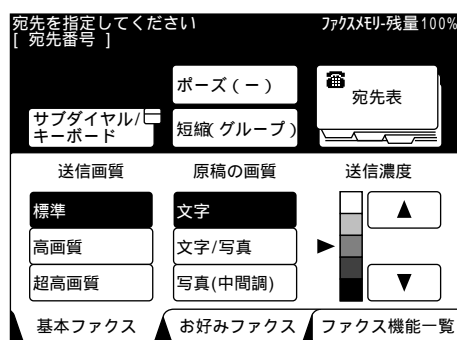 宛先を指定してください ファクスメモリ-残量100%
[ 宛先番号 ]
ポーズ(ー)
宛先表
サブダイヤル/
キーボード
短縮(グループ)
送信画質 原稿の画質 送信濃度
標準 文字
高画質 文字/写真
超高画質 写真(中間調)
基本ファクス お好みファクス ファクス機能一覧